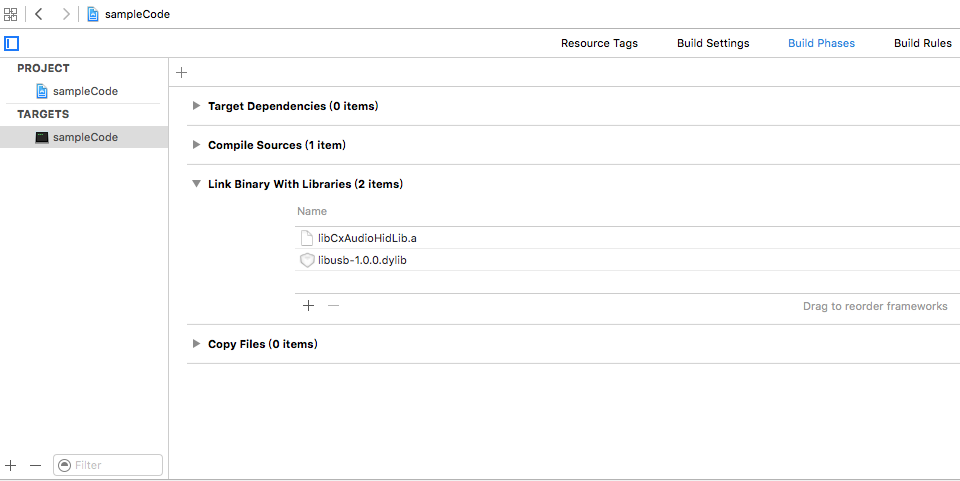 sampleCode
Resource Tags Build Settings Build Phases Build Rules
PROJECT
sampleCode
TARGETS
sampleCode
Target Dependencies (0 items)
Compile Sources (1 item)
Link Binary With Libraries (2 items)
Name
libCxAudioHidLib.a
libusb-1.0.0.dylib
Drag to reorder frameworks
Copy Files (0 items)
Filter